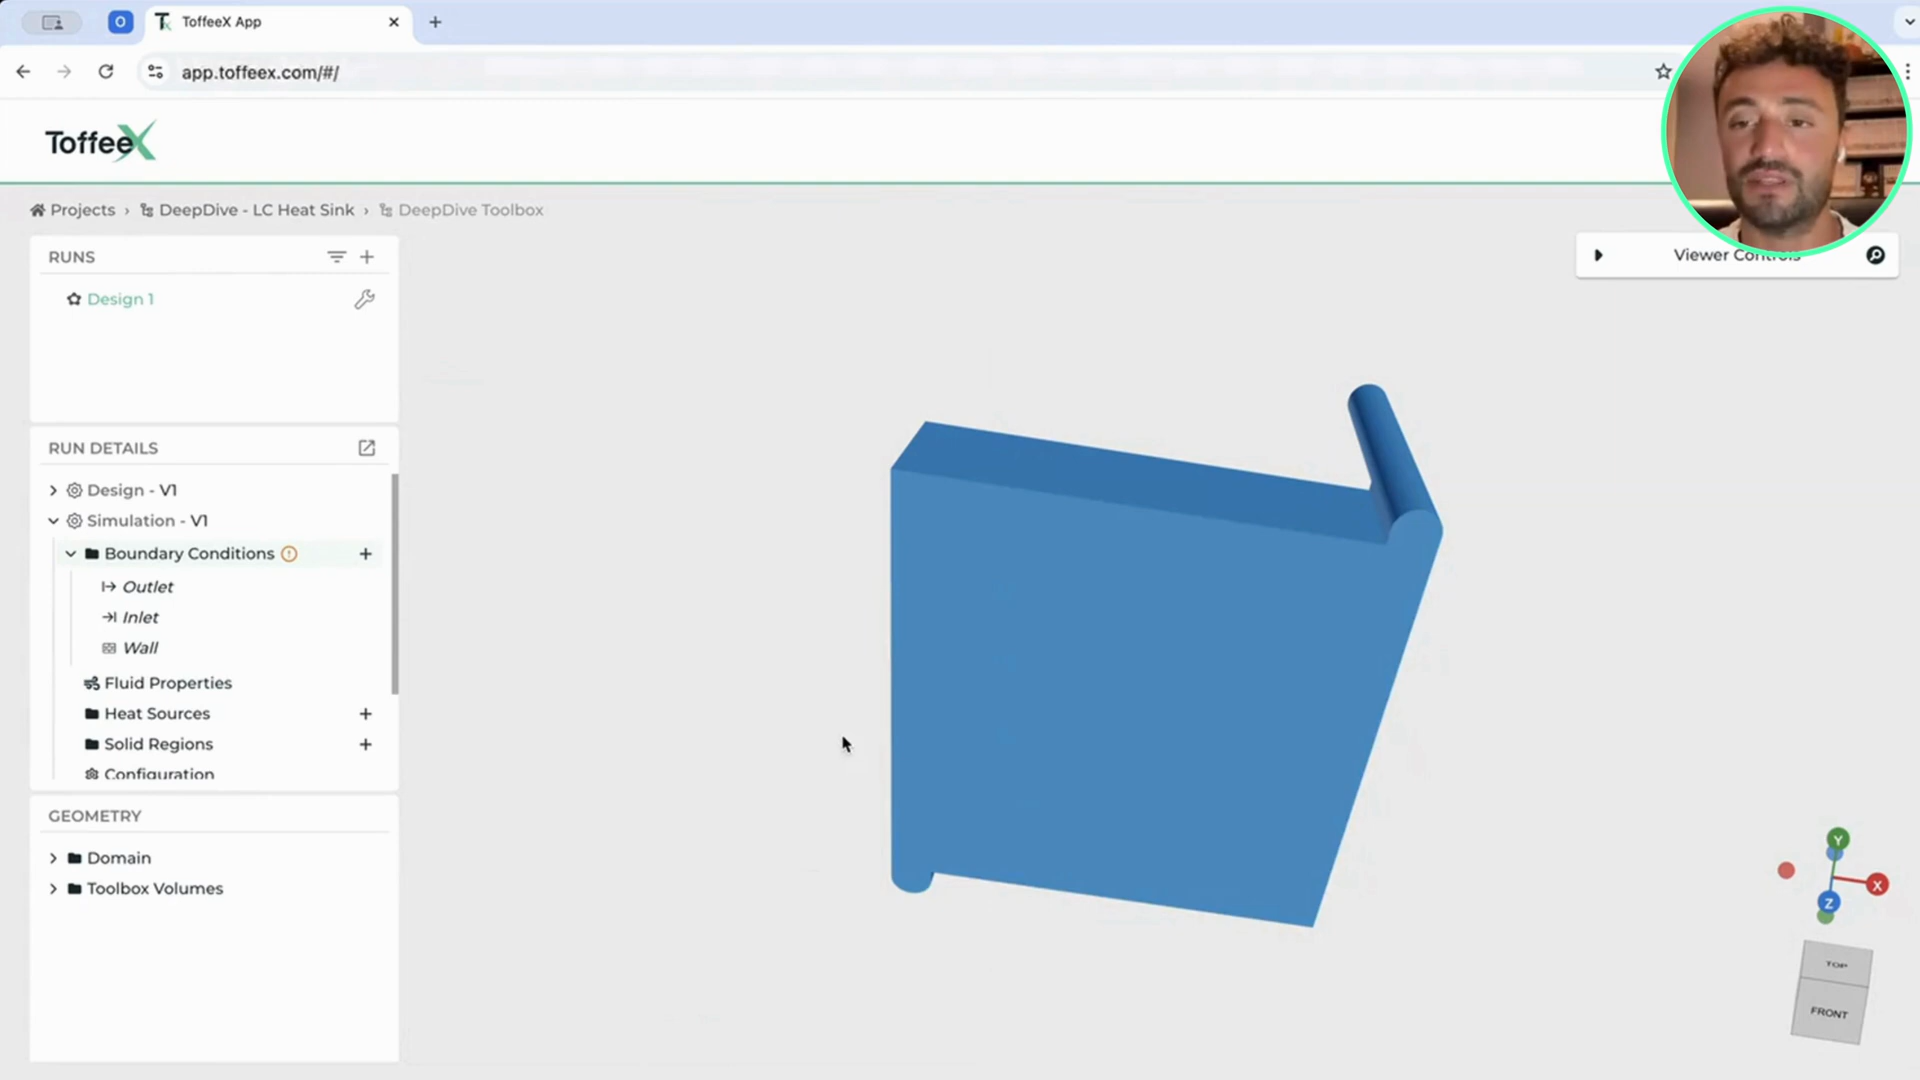 O
ToffeeX App
app.toffeex.com/#/
ToffeeX
Projects › DeepDive - LC Heat Sink › DeepDive Toolbox
RUNS
Design 1
RUN DETAILS
Design - V1
Simulation - V1
Boundary Conditions
Outlet
Inlet
Wall
Fluid Properties
Heat Sources
Solid Regions
Configuration
GEOMETRY
Domain
Toolbox Volumes
Viewer Controls
Y
X
Z
TOP
FRONT